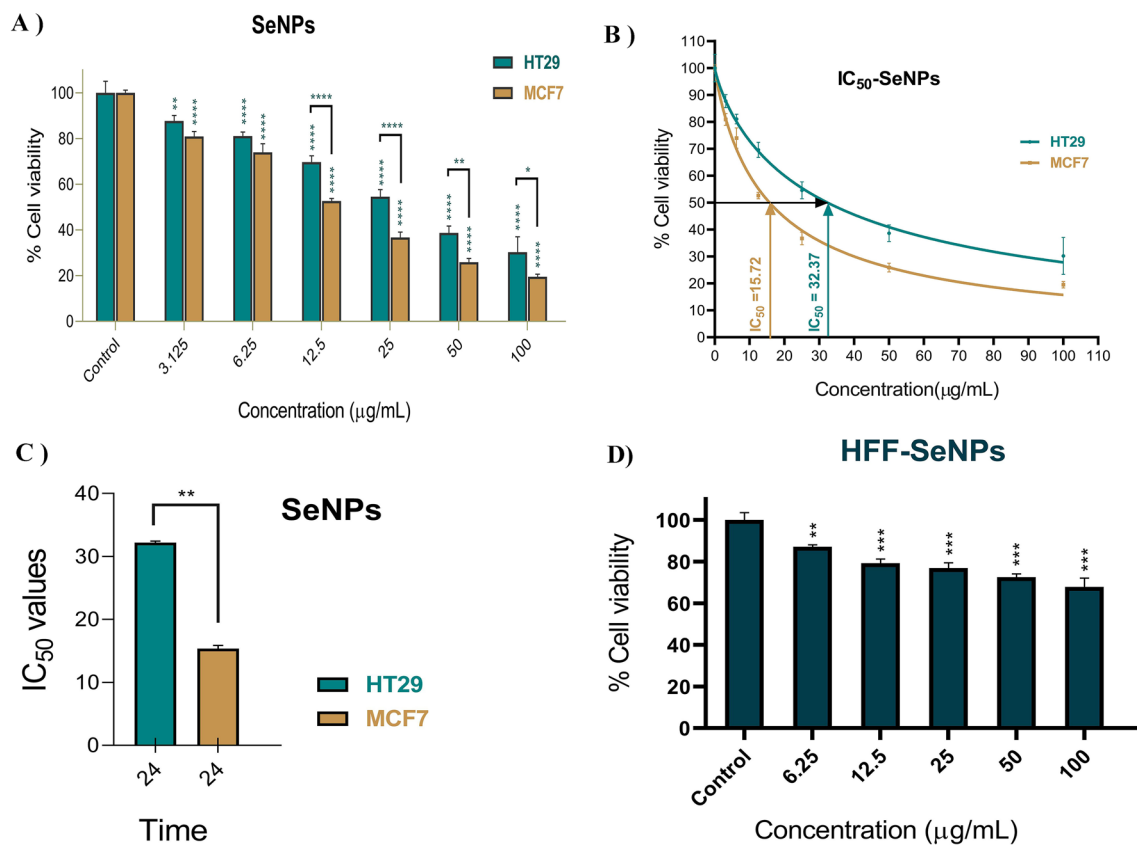 A )
SeNPs
HT29
MCF7
% Cell viability
100
80
60
40
20
0
** **** **** **** **** **** **** **** **** **** **** ****
**** **** ** *
Control 3.125 6.25 12.5 25 50 100
Concentration (μg/mL)
B )
IC50-SeNPs
HT29
MCF7
% Cell viability
110
100
90
80
70
60
50
40
30
20
10
0
IC50 =15.72
IC50 = 32.37
0 10 20 30 40 50 60 70 80 90 100 110
Concentration(μg/mL)
C )
SeNPs
**
IC50 values
40
30
20
10
0
HT29
MCF7
24 24
Time
D)
HFF-SeNPs
% Cell viability
100
80
60
40
20
0
** *** *** *** ***
Control 6.25 12.5 25 50 100
Concentration (μg/mL)